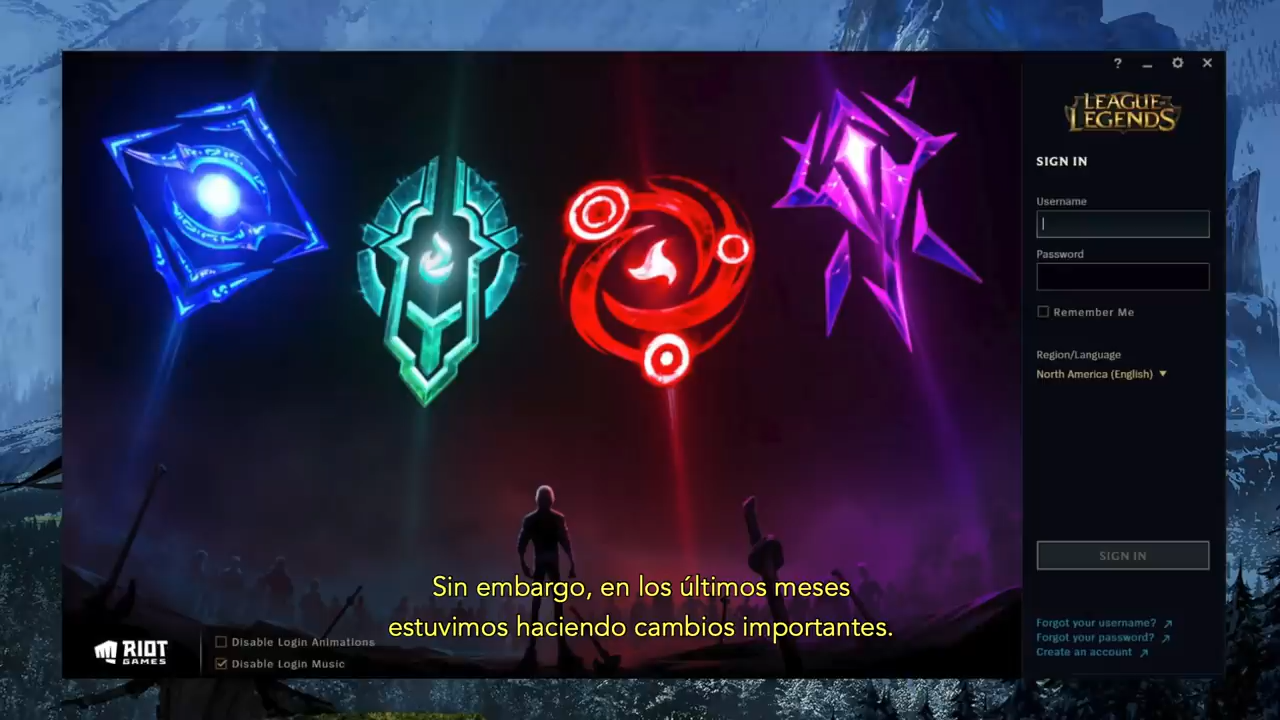 LEAGUE
LEGENDS
SIGN IN
Username
Password
Remember Me
Region/Language
North America (English)
SIGN IN
Forgot your username?
Forgot your password?
Create an account
Sin embargo, en los últimos meses
estuvimos haciendo cambios importantes.
RIOT
GAMES
Disable Login Animations
Disable Login Music